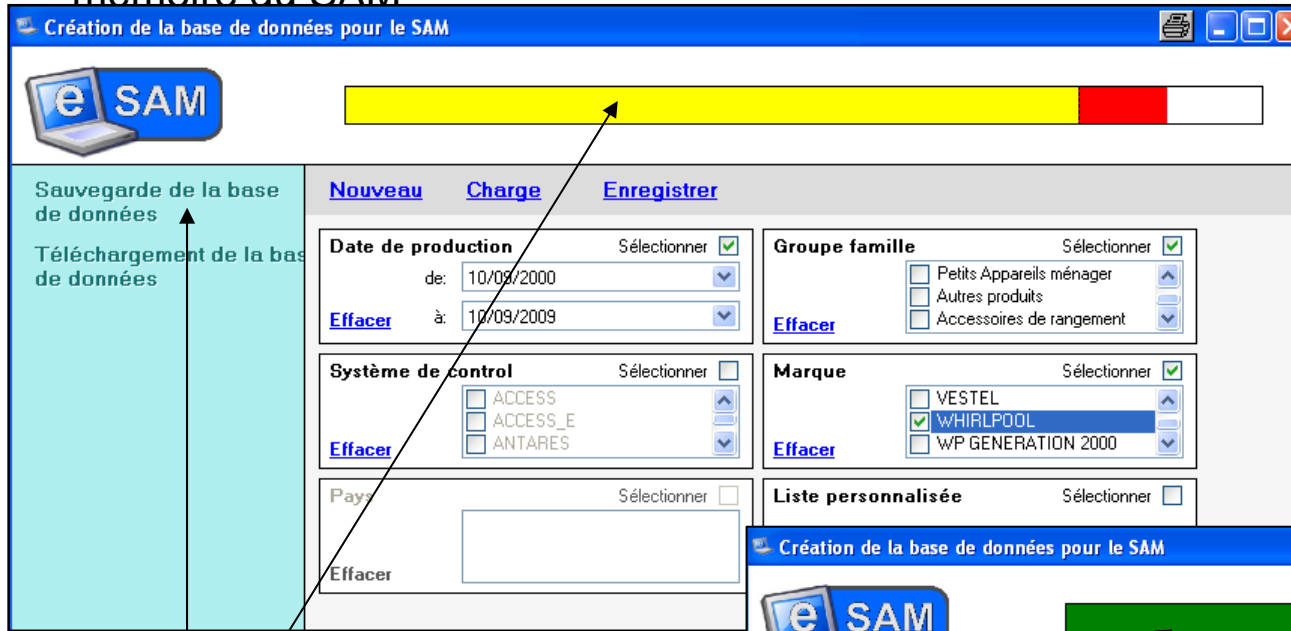 mémoire du SAM
Création de la base de données pour le SAM
e SAM
Sauvegarde de la base
de données
Téléchargement de la bas
de données
Nouveau Charge Enregistrer
Date de production Sélectionner
de: 10/09/2000
Effacer à: 10/09/2009
Groupe famille Sélectionner
Petits Appareils ménager
Autres produits
Effacer Accessoires de rangement
Système de control Sélectionner
ACCESS
ACCESS_E
Effacer ANTARES
Marque Sélectionner
VESTEL
WHIRLPOOL
Effacer WP GENERATION 2000
Pays Sélectionner
Effacer
Liste personnalisée Sélectionner
Création de la base de données pour le SAM
e SAM